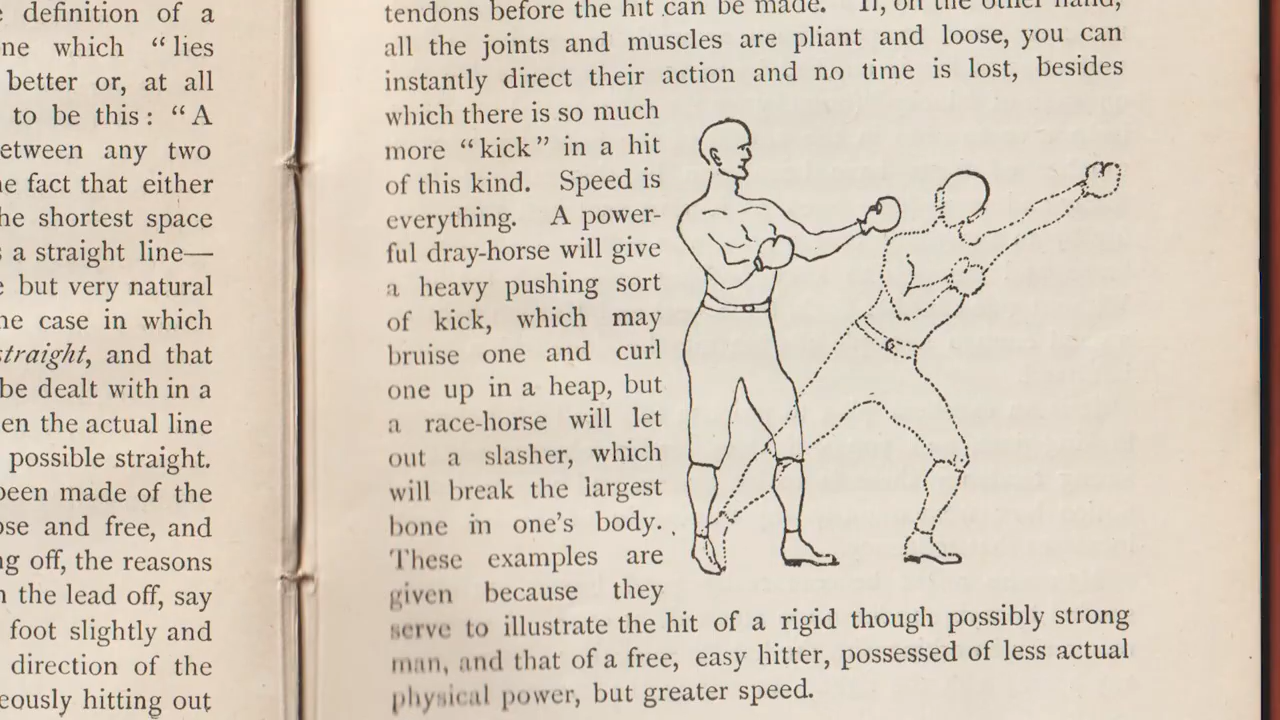 definition of a
ne which “lies
better or, at all
to be this: “A
etween any two
e fact that either
he shortest space
a straight line—
but very natural
he case in which
straight, and that
be dealt with in a
en the actual line
possible straight.
been made of the
ose and free, and
ng off, the reasons
the lead off, say
foot slightly and
direction of the
eously hitting out
tendons before the hit can be made. If, on the other hand,
all the joints and muscles are pliant and loose, you can
instantly direct their action and no time is lost, besides
which there is so much
more “kick” in a hit
of this kind. Speed is
everything. A power-
ful dray-horse will give
a heavy pushing sort
of kick, which may
bruise one and curl
one up in a heap, but
a race-horse will let
out a slasher, which
will break the largest
bone in one’s body.
These examples are
given because they
serve to illustrate the hit of a rigid though possibly strong
man, and that of a free, easy hitter, possessed of less actual
physical power, but greater speed.